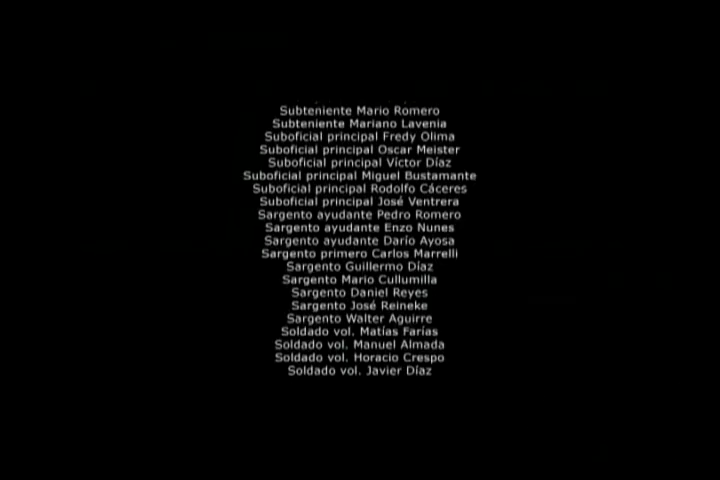 Subteniente Mario Romero
Subteniente Mariano Lavenia
Suboficial principal Fredy Olima
Suboficial principal Oscar Meister
Suboficial principal Víctor Díaz
Suboficial principal Miguel Bustamante
Suboficial principal Rodolfo Cáceres
Suboficial principal José Ventrera
Sargento ayudante Pedro Romero
Sargento ayudante Enzo Nunes
Sargento ayudante Darío Ayosa
Sargento primero Carlos Marrelli
Sargento Guillermo Díaz
Sargento Mario Cullumilla
Sargento Daniel Reyes
Sargento José Reineke
Sargento Walter Aguirre
Soldado vol. Matías Farías
Soldado vol. Manuel Almada
Soldado vol. Horacio Crespo
Soldado vol. Javier Díaz